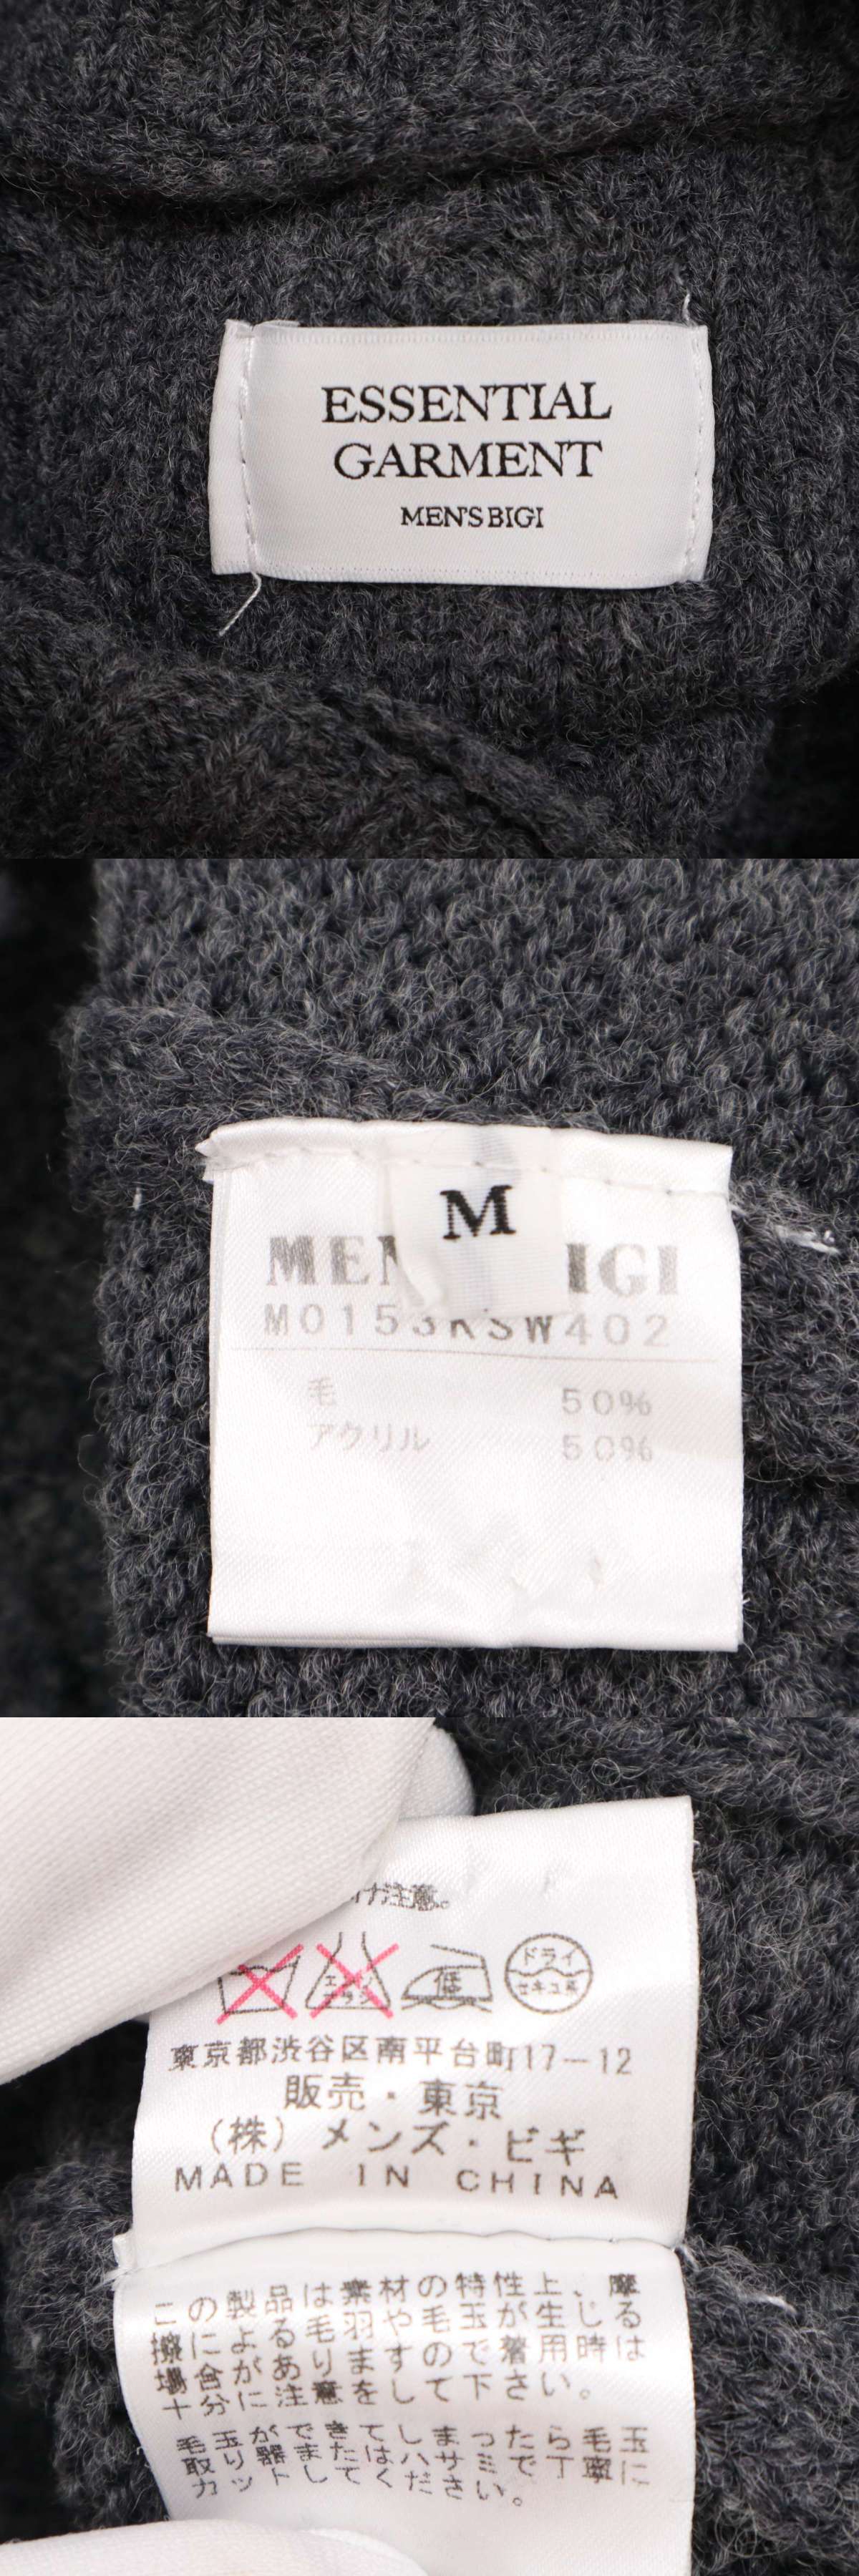 ESSENTIAL
GARMENT
MEN'S BIGI
M
MEN BIGI
M0153KSW402
毛 50%
アクリル 50%
注意。
エンソ
フラシ
低
ドライ
セキユ系
東京都渋谷区南平台町17-12
販売・東京
(株)メンズ・ビギ
MADE IN CHINA
この製品は素材の特性上、摩
擦による毛羽や毛玉が生じる
場合がありますので着用時は
十分に注意をして下さい。
毛玉ができてしまったら毛玉
取り器またはハサミで丁寧に
カットしてください。